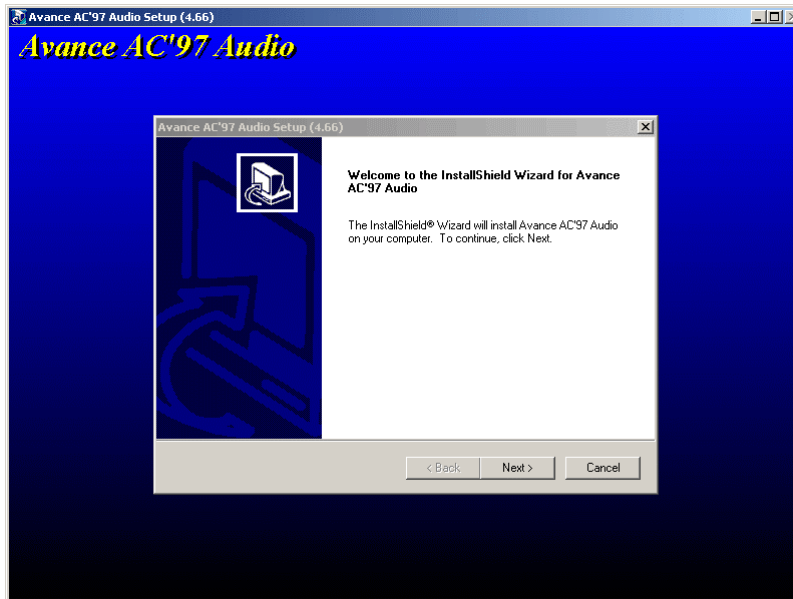 Avance AC'97 Audio Setup (4.66)
Avance AC'97 Audio
Avance AC'97 Audio Setup (4.66)
Welcome to the InstallShield Wizard for Avance
AC'97 Audio
The InstallShield® Wizard will install Avance AC'97 Audio
on your computer. To continue, click Next.
< Back Next > Cancel